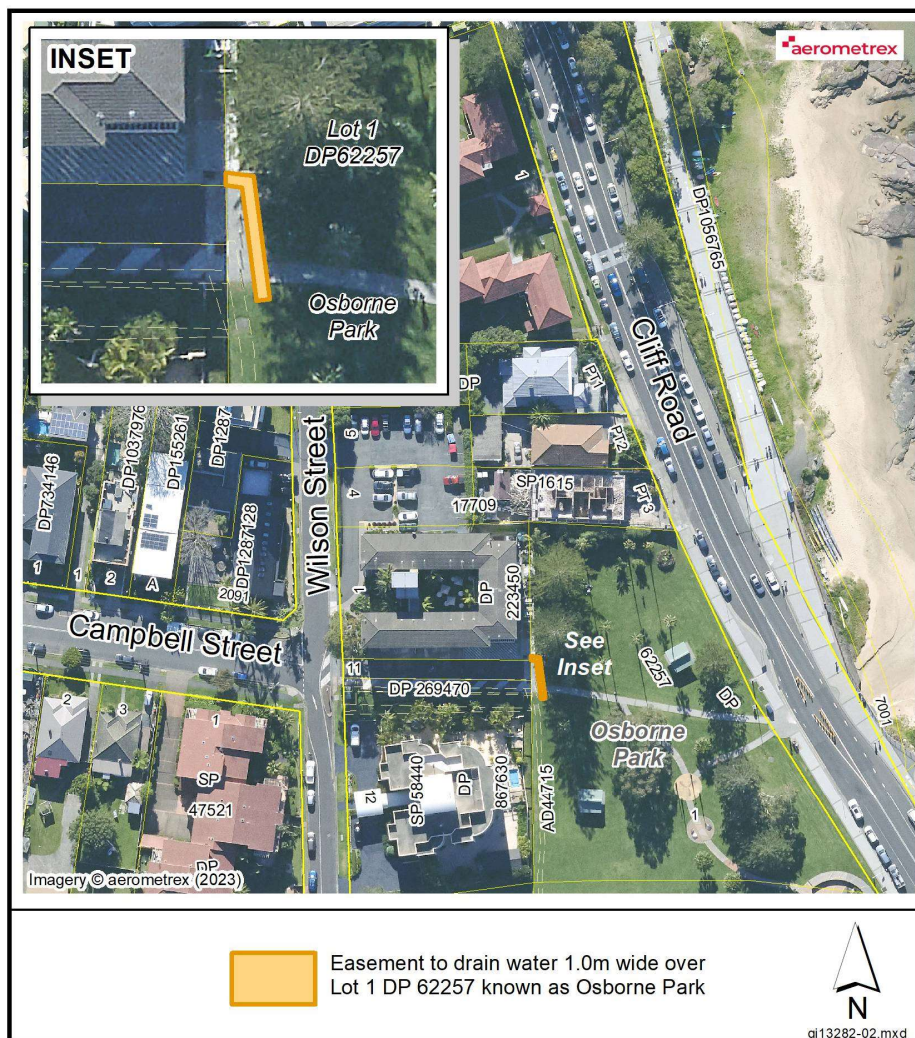 INSET
Lot 1
DP62257
Osborne
Park
aerometrex
1
DP1056765
Cliff Road
DP
PT1
PT2
PT3
5
4
SP1615
17709
DP734146
DP1037976
DP155261
DP1287
DP1287128
1
1
2
A
2091
Wilson Street
Campbell Street
1
DP
223450
See
Inset
62257
DP
7001
11
DP 269470
Osborne
Park
1
2
3
1
SP
47521
DP
12
SP 58440
DP
867630
AD44715
Imagery © aerometrex (2023)
Easement to drain water 1.0m wide over
Lot 1 DP 62257 known as Osborne Park
N
gi13282-02.mxd